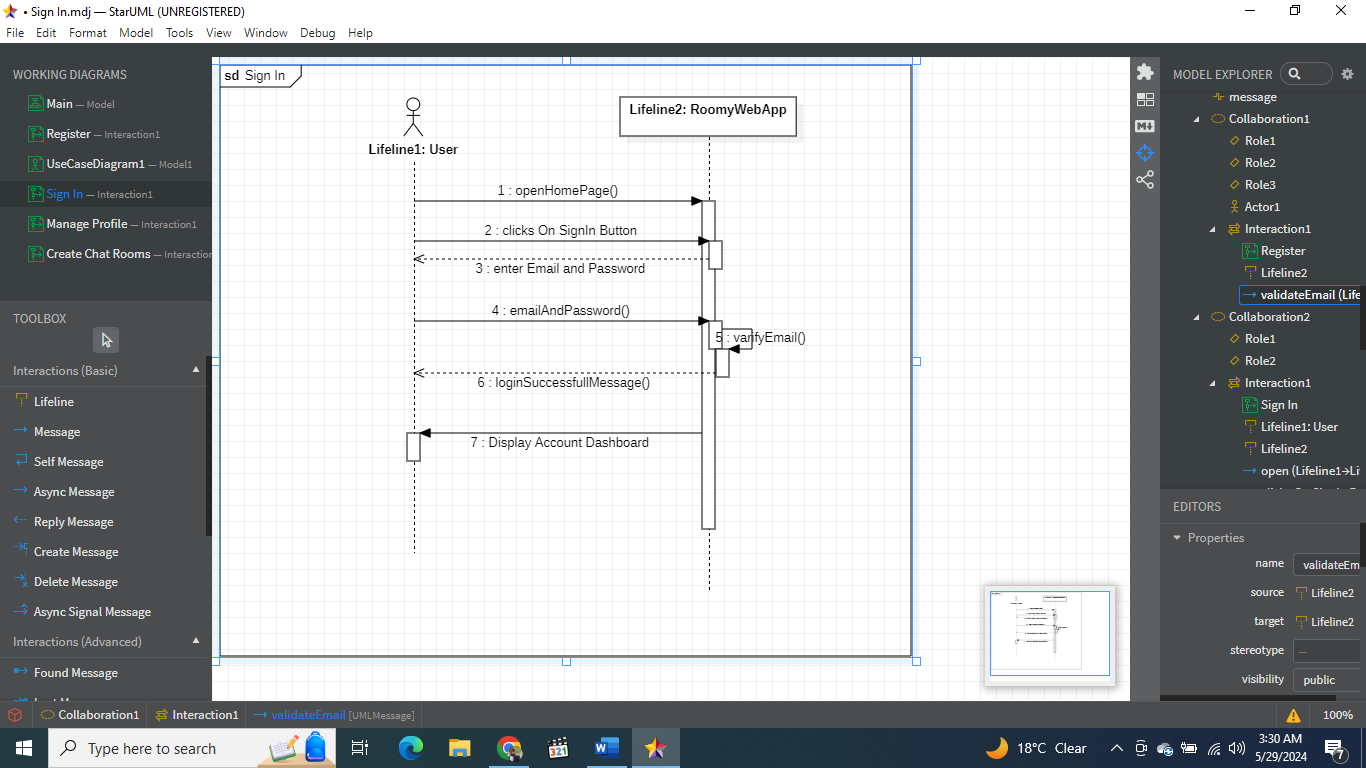 • Sign In.mdj — StarUML (UNREGISTERED)
File Edit Format Model Tools View Window Debug Help
WORKING DIAGRAMS
Main — Model
Register — Interaction1
UseCaseDiagram1 — Model1
Sign In — Interaction1
Manage Profile — Interaction1
Create Chat Rooms — Interaction
TOOLBOX
Interactions (Basic)
Lifeline
Message
Self Message
Async Message
Reply Message
Create Message
Delete Message
Async Signal Message
Interactions (Advanced)
Found Message
sd Sign In
Lifeline1: User
Lifeline2: RoomyWebApp
1 : openHomePage()
2 : clicks On SignIn Button
3 : enter Email and Password
4 : emailAndPassword()
5 : varifyEmail()
6 : loginSuccessfullMessage()
7 : Display Account Dashboard
MODEL EXPLORER
message
Collaboration1
Role1
Role2
Role3
Actor1
Interaction1
Register
Lifeline2
validateEmail (Life
Collaboration2
Role1
Role2
Interaction1
Sign In
Lifeline1: User
Lifeline2
open (Lifeline1→Li
EDITORS
Properties
name validateEm
source Lifeline2
target Lifeline2
stereotype —
visibility public
Collaboration1 Interaction1 validateEmail [UMLMessage]
100%
Type here to search
321
18°C Clear
3:30 AM
5/29/2024
7